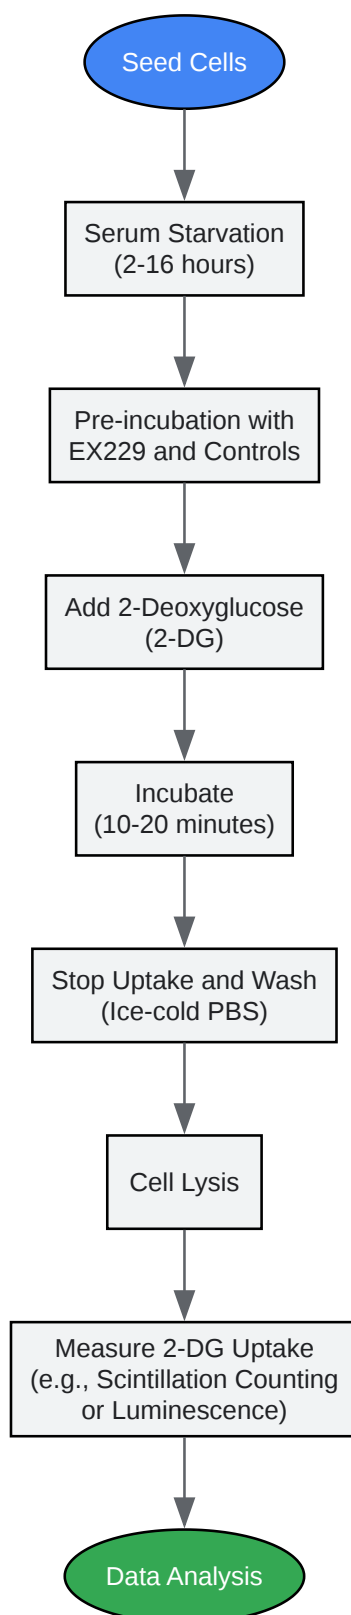 Seed Cells
Serum Starvation
(2-16 hours)
Pre-incubation with
EX229 and Controls
Add 2-Deoxyglucose
(2-DG)
Incubate
(10-20 minutes)
Stop Uptake and Wash
(Ice-cold PBS)
Cell Lysis
Measure 2-DG Uptake
(e.g., Scintillation Counting
or Luminescence)
Data Analysis